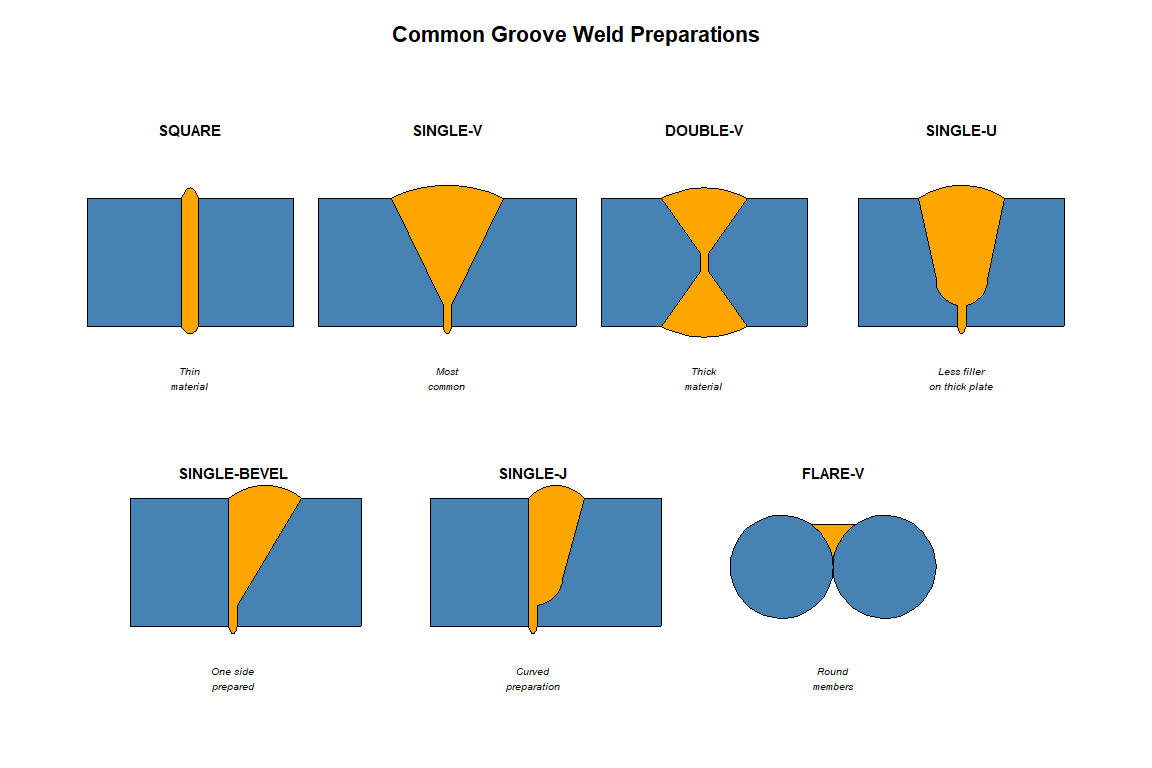 Common Groove Weld Preparations
SQUARE
SINGLE-V
DOUBLE-V
SINGLE-U
Thin
material
Most
common
Thick
material
Less filler
on thick plate
SINGLE-BEVEL
SINGLE-J
FLARE-V
One side
prepared
Curved
preparation
Round
members